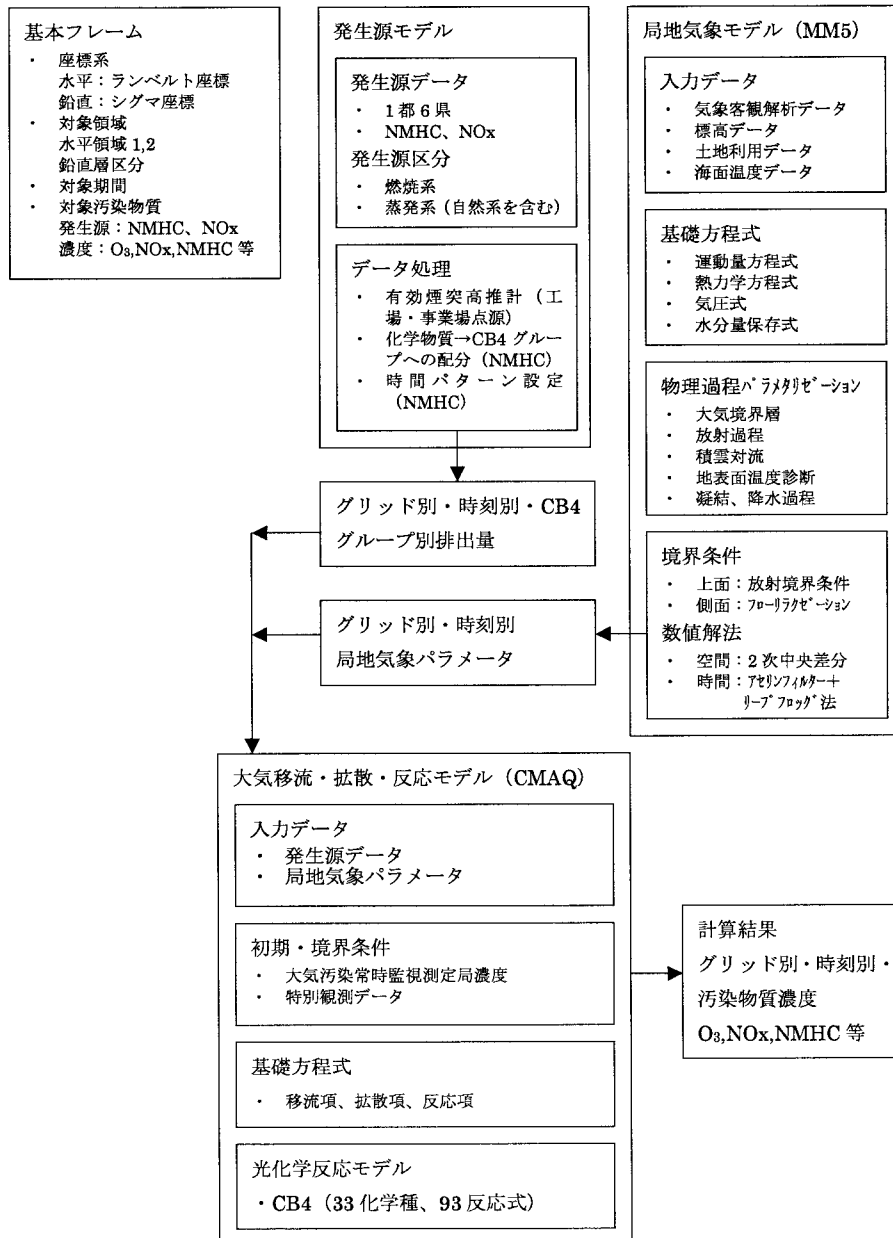 基本フレーム
・ 座標系
水平：ランベルト座標
鉛直：シグマ座標
・ 対象領域
水平領域 1,2
鉛直層区分
・ 対象期間
・ 対象汚染物質
発生源：NMHC、NOx
濃度：O₃,NOx,NMHC 等
発生源モデル
発生源データ
・ 1 都 6 県
・ NMHC、NOx
発生源区分
・ 燃焼系
・ 蒸発系 (自然系を含む)
データ処理
・ 有効煙突高推計（工
場・事業場点源）
・ 化学物質→CB4 グルー
プへの配分（NMHC）
・ 時間パターン設定
（NMHC）
グリッド別・時刻別・CB4
グループ別排出量
グリッド別・時刻別
局地気象パラメータ
局地気象モデル（MM5）
入力データ
・ 気象客観解析データ
・ 標高データ
・ 土地利用データ
・ 海面温度データ
基礎方程式
・ 運動量方程式
・ 熱力学方程式
・ 気圧式
・ 水分量保存式
物理過程ﾊﾟﾗﾒﾀﾘｾﾞｰｼｮﾝ
・ 大気境界層
・ 放射過程
・ 積雲対流
・ 地表面温度診断
・ 凝結、降水過程
境界条件
・ 上面：放射境界条件
・ 側面：ﾌﾛｰﾘﾗｸｾﾞｰｼｮﾝ
数値解法
・ 空間：2 次中央差分
・ 時間：ｱｾﾘﾝﾌｨﾙﾀｰ＋
ﾘｰﾌﾟﾌﾛｯｸﾞ法
大気移流・拡散・反応モデル（CMAQ）
入力データ
・ 発生源データ
・ 局地気象パラメータ
初期・境界条件
・ 大気汚染常時監視測定局濃度
・ 特別観測データ
基礎方程式
・ 移流項、拡散項、反応項
光化学反応モデル
・CB4（33 化学種、93 反応式）
計算結果
グリッド別・時刻別・
汚染物質濃度
O₃,NOx,NMHC 等